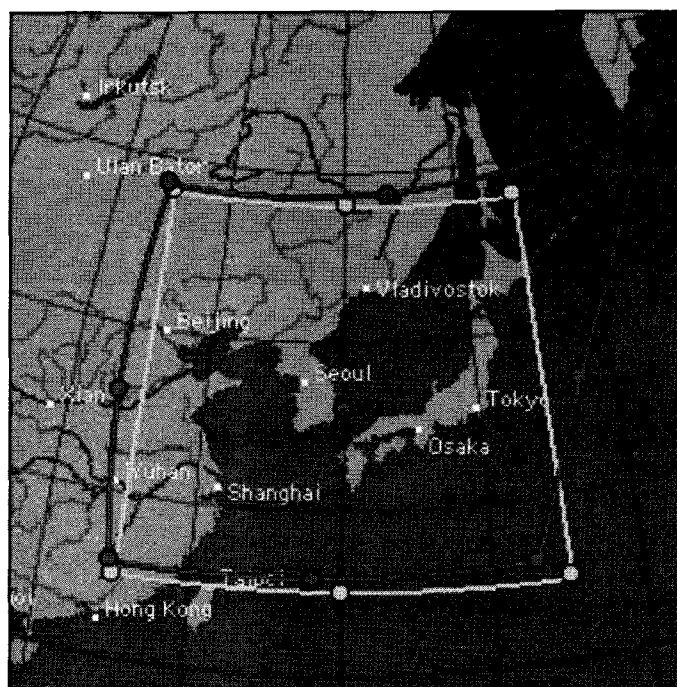 Irkutsk
Ulan Bator
Vladivostok
Beijing
Seoul
Xian
Tokyo
Osaka
Wuhan
Shanghai
Taipei
Hong Kong